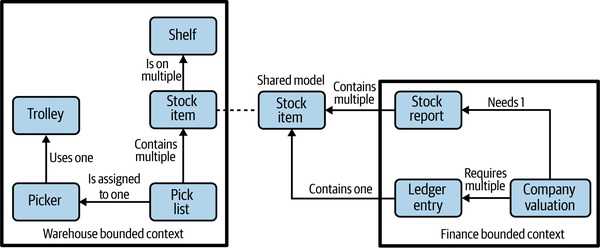 Shelf
Is on
multiple
Trolley
Stock
item
Uses one
Contains
multiple
Picker
Is assigned
to one
Pick
list
Warehouse bounded context
Shared model
Stock
item
Contains
multiple
Stock
report
Needs 1
Contains one
Ledger
entry
Requires
multiple
Company
valuation
Finance bounded context